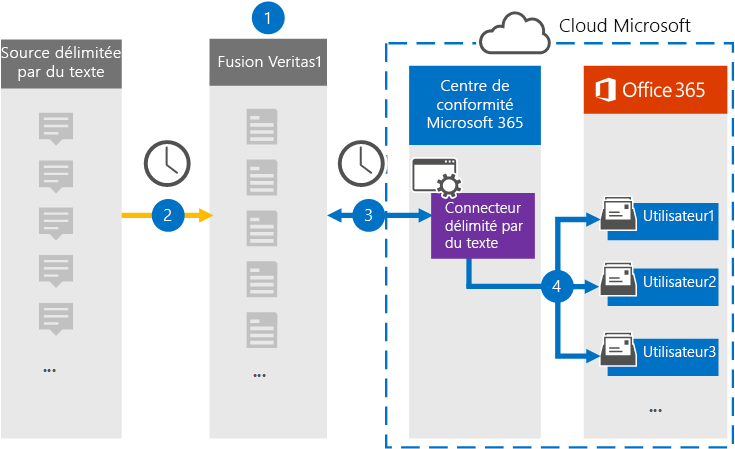 1
Cloud Microsoft
Source délimitée
par du texte
Fusion Veritas1
Centre de
conformité
Microsoft 365
Office 365
2
3
Connecteur
délimité par
du texte
4
Utilisateur1
Utilisateur2
Utilisateur3
...
...
...